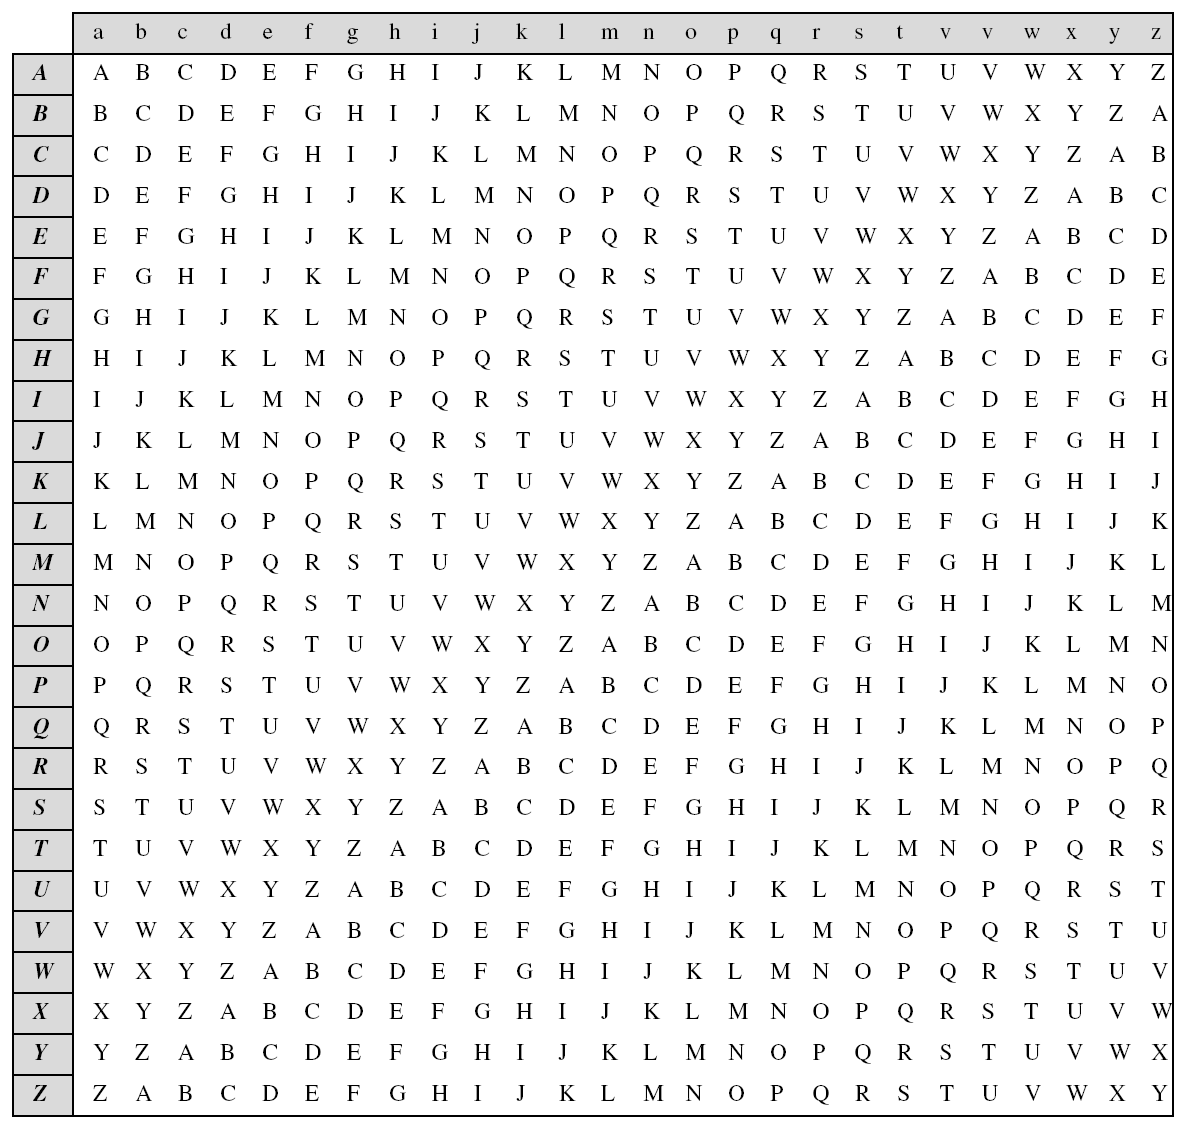 a b c d e f g h i j k l m n o p q r s t v v w x y z
A A B C D E F G H I J K L M N O P Q R S T U V W X Y Z
B B C D E F G H I J K L M N O P Q R S T U V W X Y Z A
C C D E F G H I J K L M N O P Q R S T U V W X Y Z A B
D D E F G H I J K L M N O P Q R S T U V W X Y Z A B C
E E F G H I J K L M N O P Q R S T U V W X Y Z A B C D
F F G H I J K L M N O P Q R S T U V W X Y Z A B C D E
G G H I J K L M N O P Q R S T U V W X Y Z A B C D E F
H H I J K L M N O P Q R S T U V W X Y Z A B C D E F G
I I J K L M N O P Q R S T U V W X Y Z A B C D E F G H
J J K L M N O P Q R S T U V W X Y Z A B C D E F G H I
K K L M N O P Q R S T U V W X Y Z A B C D E F G H I J
L L M N O P Q R S T U V W X Y Z A B C D E F G H I J K
M M N O P Q R S T U V W X Y Z A B C D E F G H I J K L
N N O P Q R S T U V W X Y Z A B C D E F G H I J K L M
O O P Q R S T U V W X Y Z A B C D E F G H I J K L M N
P P Q R S T U V W X Y Z A B C D E F G H I J K L M N O
Q Q R S T U V W X Y Z A B C D E F G H I J K L M N O P
R R S T U V W X Y Z A B C D E F G H I J K L M N O P Q
S S T U V W X Y Z A B C D E F G H I J K L M N O P Q R
T T U V W X Y Z A B C D E F G H I J K L M N O P Q R S
U U V W X Y Z A B C D E F G H I J K L M N O P Q R S T
V V W X Y Z A B C D E F G H I J K L M N O P Q R S T U
W W X Y Z A B C D E F G H I J K L M N O P Q R S T U V
X X Y Z A B C D E F G H I J K L M N O P Q R S T U V W
Y Y Z A B C D E F G H I J K L M N O P Q R S T U V W X
Z Z A B C D E F G H I J K L M N O P Q R S T U V W X Y